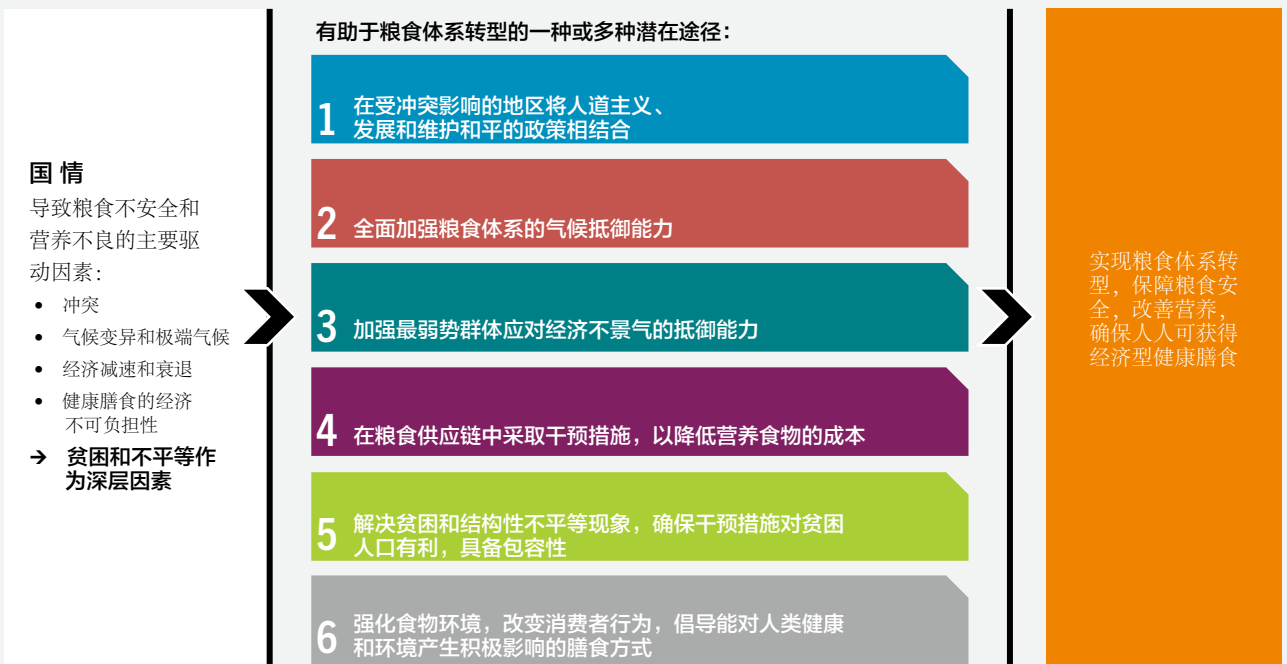 有助于粮食体系转型的一种或多种潜在途径：
国 情
导致粮食不安全和
营养不良的主要驱
动因素：
• 冲突
• 气候变异和极端气候
• 经济减速和衰退
• 健康膳食的经济
不可负担性
→ 贫困和不平等作
为深层因素
1 在受冲突影响的地区将人道主义、
发展和维护和平的政策相结合
2 全面加强粮食体系的气候抵御能力
3 加强最弱势群体应对经济不景气的抵御能力
4 在粮食供应链中采取干预措施，以降低营养食物的成本
5 解决贫困和结构性不平等现象，确保干预措施对贫困
人口有利，具备包容性
6 强化食物环境，改变消费者行为，倡导能对人类健康
和环境产生积极影响的膳食方式
实现粮食体系转
型，保障粮食安
全，改善营养，
确保人人可获得
经济型健康膳食